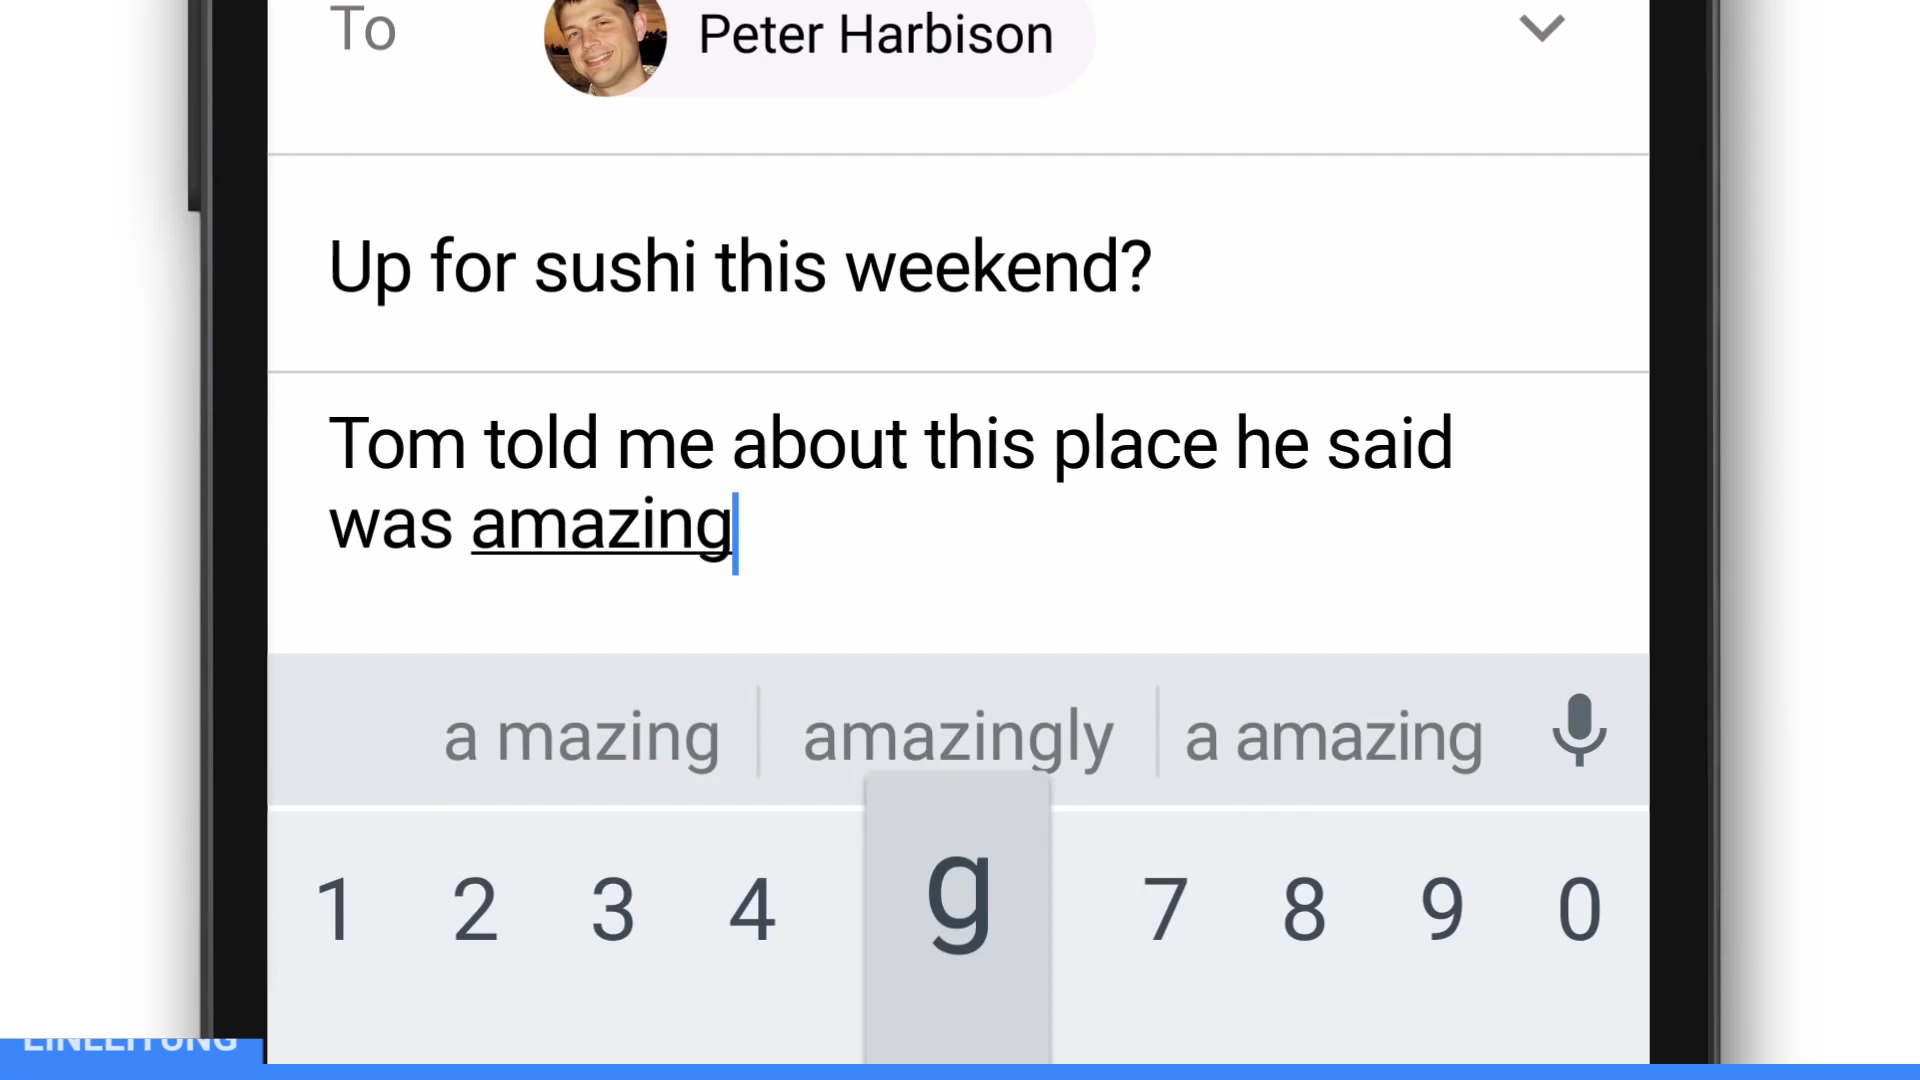 To
Peter Harbison
Up for sushi this weekend?
Tom told me about this place he said
was amazing
a mazing
amazingly
a amazing
1 2 3 4 g 7 8 9 0
EINLEITUNG